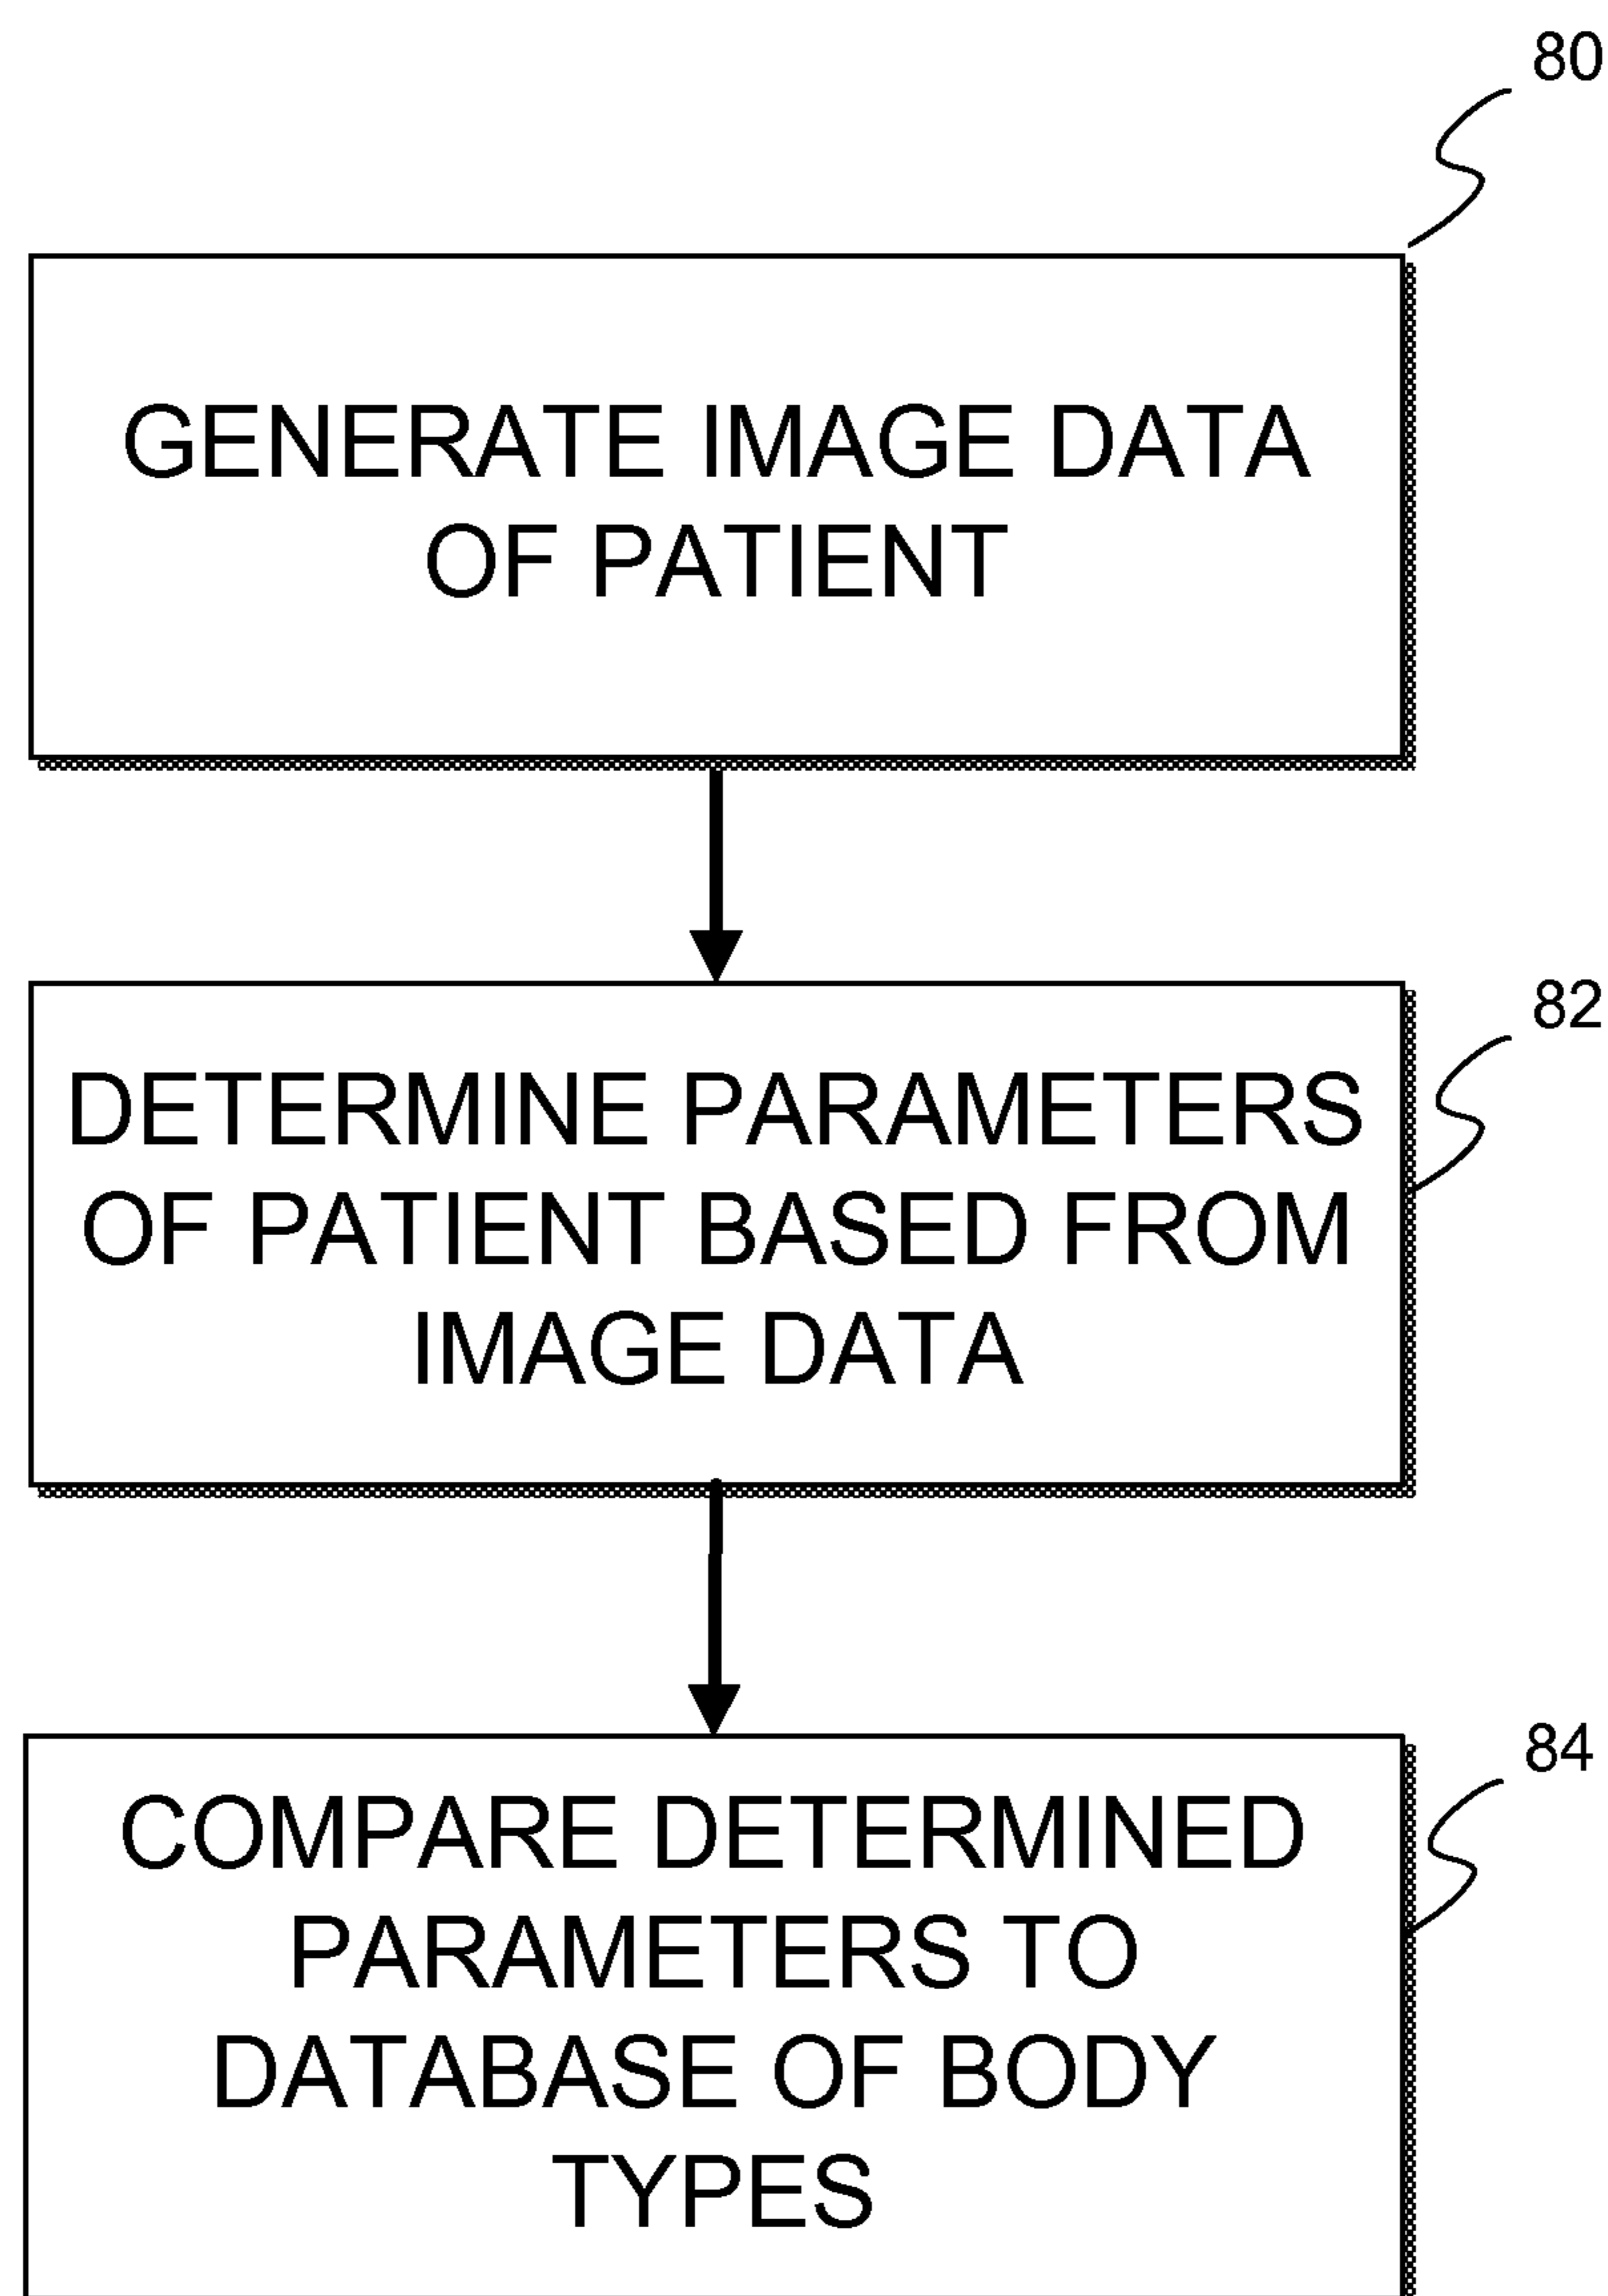 80
GENERATE IMAGE DATA
OF PATIENT
82
DETERMINE PARAMETERS
OF PATIENT BASED FROM
IMAGE DATA
84
COMPARE DETERMINED
PARAMETERS TO
DATABASE OF BODY
TYPES